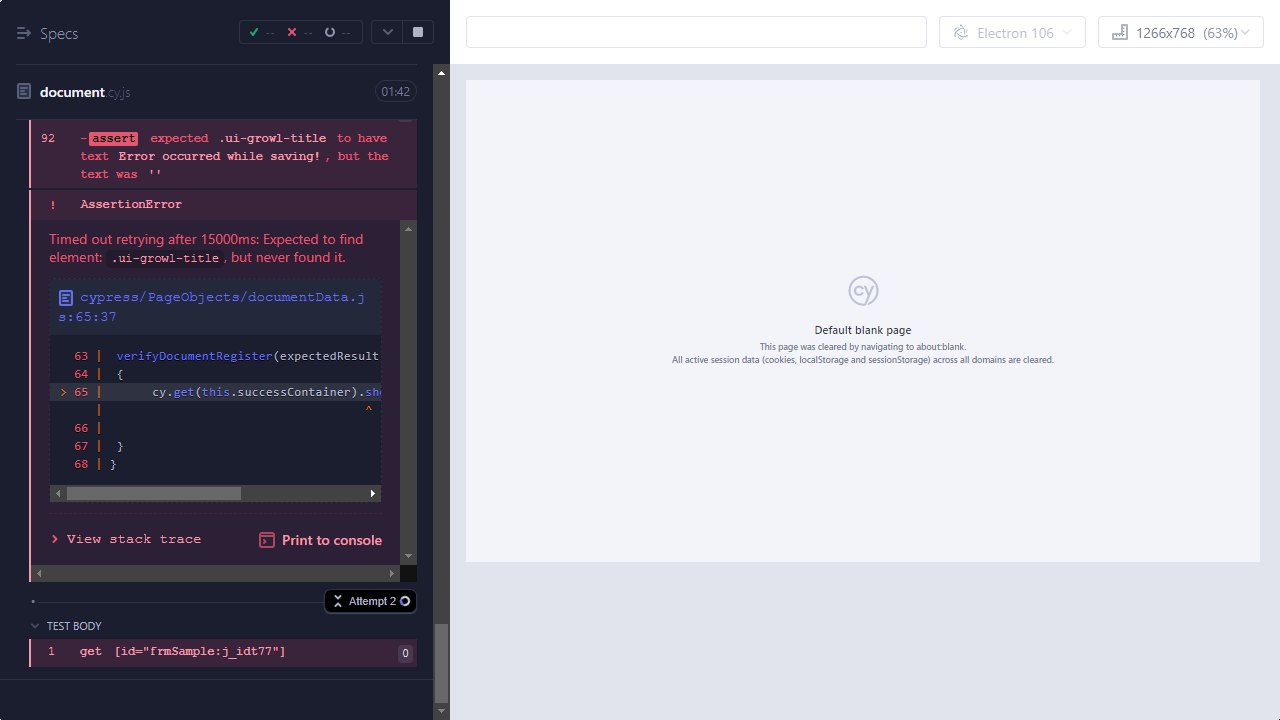 Specs
-- -- --
Electron 106
1266x768 (63%)
document.cy.js
01:42
92 -assert expected .ui-growl-title to have
text Error occurred while saving!, but the
text was ''
! AssertionError
Timed out retrying after 15000ms: Expected to find
element: .ui-growl-title, but never found it.
cypress/PageObjects/documentData.j
s:65:37
63 | verifyDocumentRegister(expectedResult
64 | {
> 65 | cy.get(this.successContainer).sho
| ^
66 |
67 | }
68 | }
View stack trace
Print to console
Attempt 2
TEST BODY
1 get [id="frmSample:j_idt77"]
0
cy
Default blank page
This page was cleared by navigating to about:blank.
All active session data (cookies, localStorage and sessionStorage) across all domains are cleared.